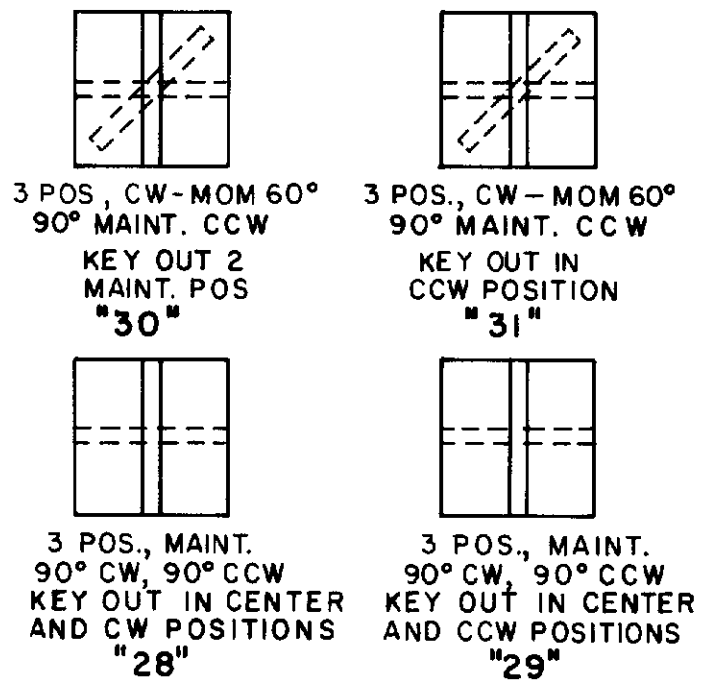 3 POS, CW-MOM 60°
90° MAINT. CCW
KEY OUT 2
MAINT. POS
"30"
3 POS., CW-MOM 60°
90° MAINT. CCW
KEY OUT IN
CCW POSITION
"31"
3 POS., MAINT.
90° CW, 90° CCW
KEY OUT IN CENTER
AND CW POSITIONS
"28"
3 POS., MAINT.
90° CW, 90° CCW
KEY OUT IN CENTER
AND CCW POSITIONS
"29"